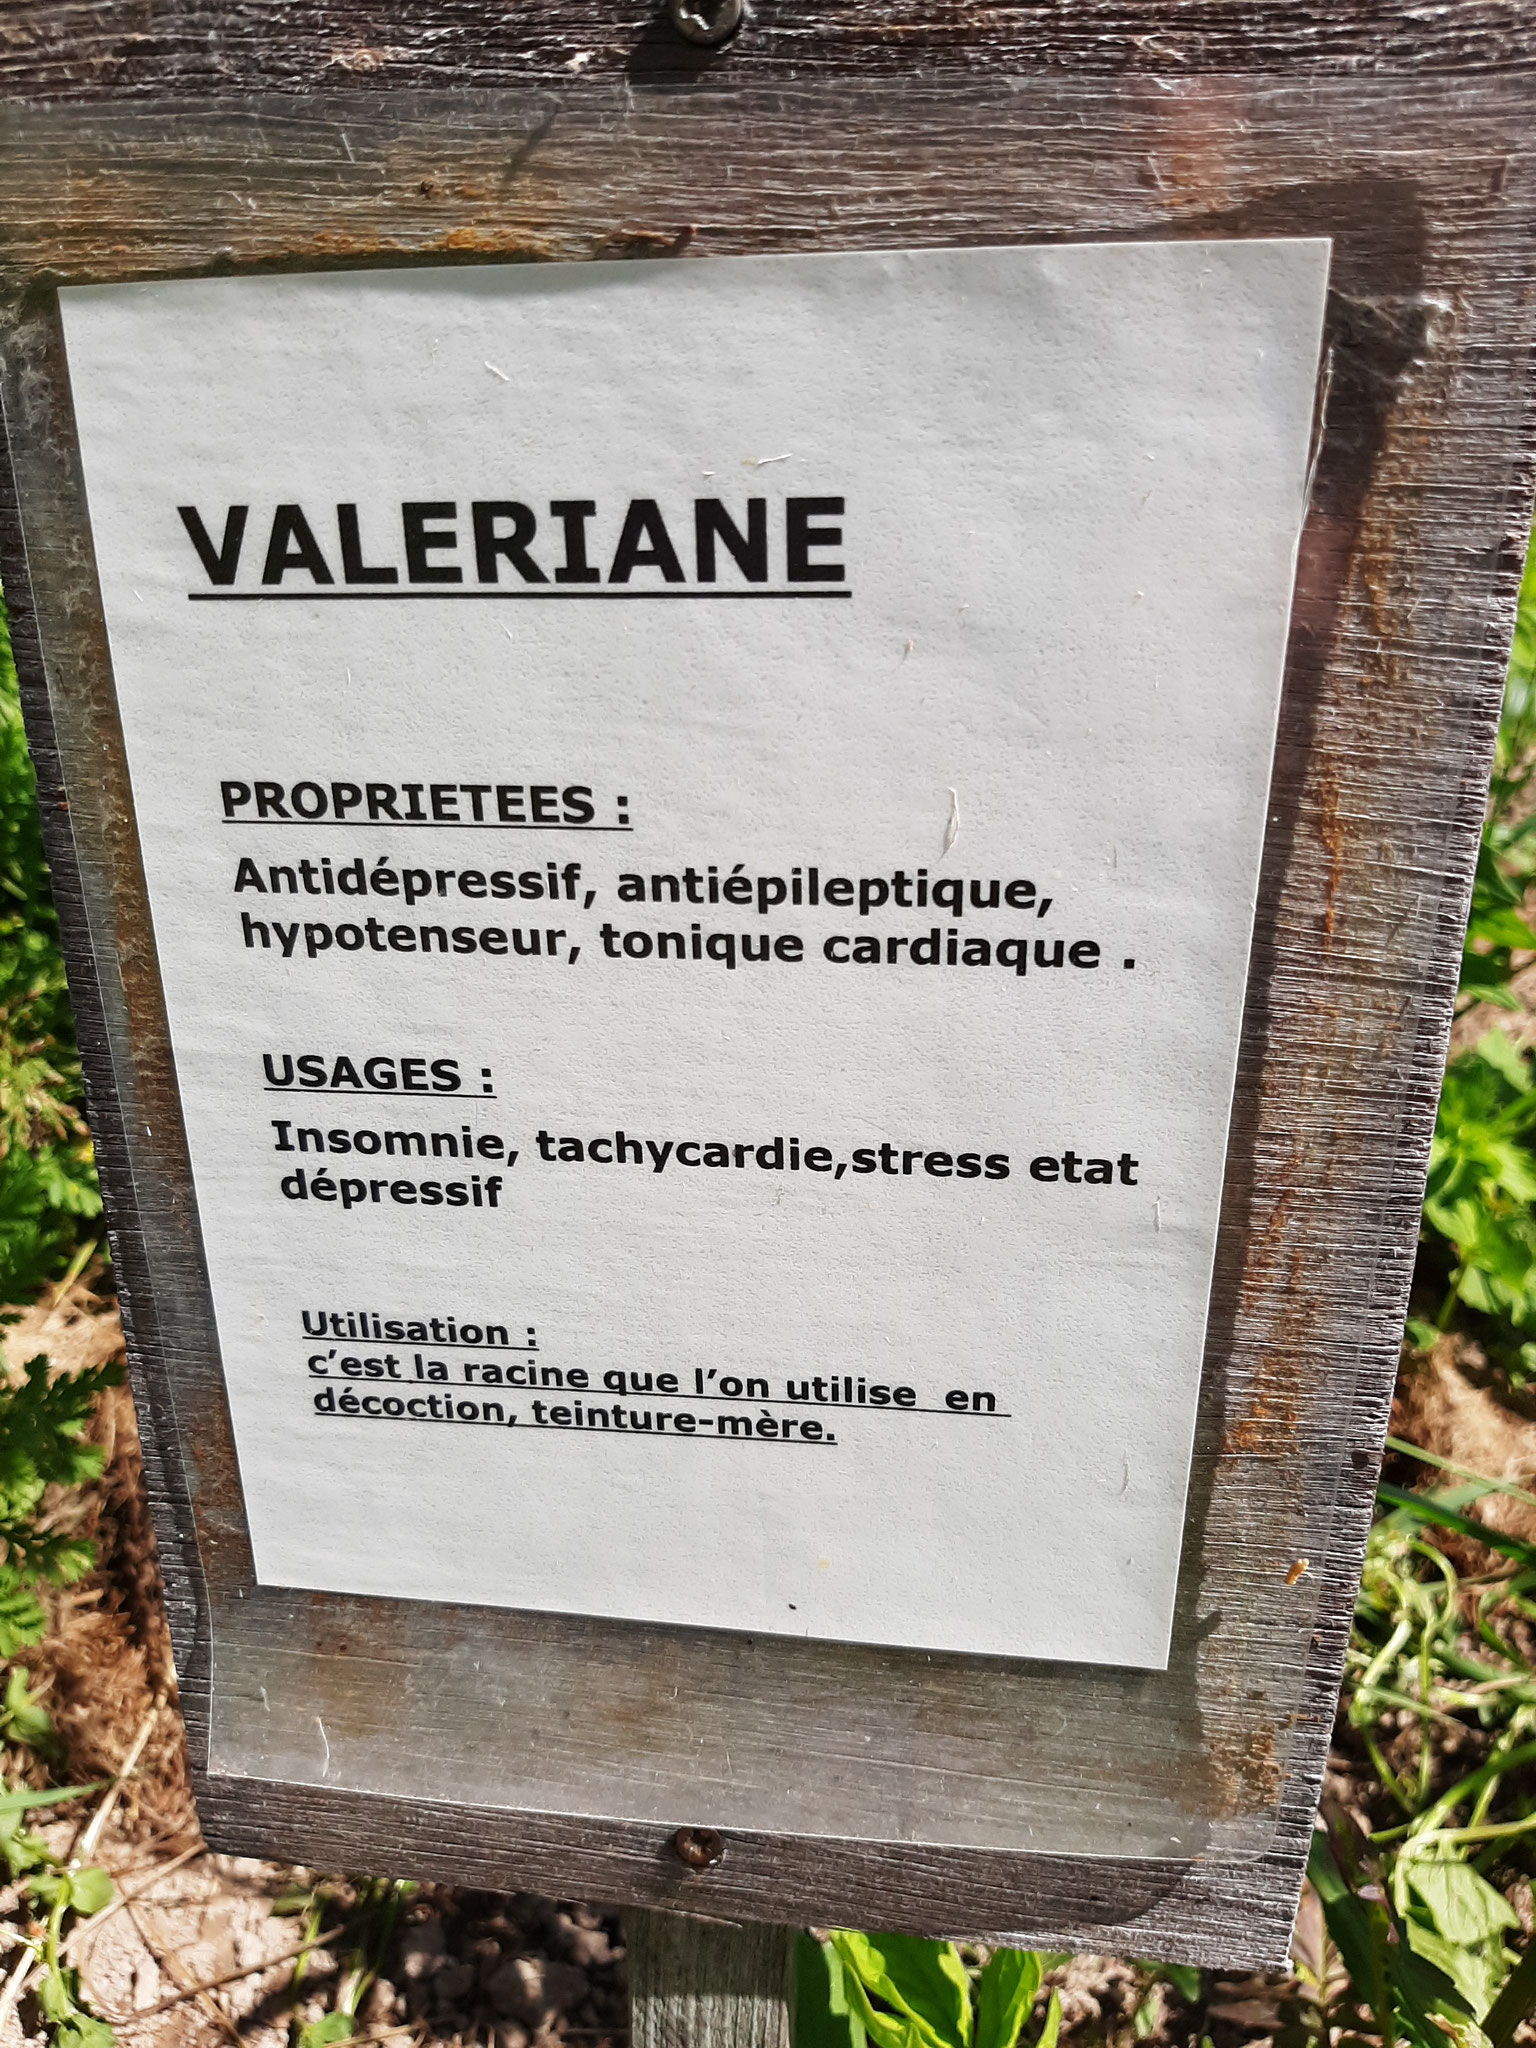 VALERIANE
PROPRIETEES :
Antidépressif, antiépileptique,
hypotenseur, tonique cardiaque .
USAGES :
Insomnie, tachycardie,stress etat
dépressif
Utilisation :
c’est la racine que l’on utilise  en
décoction, teinture-mère.